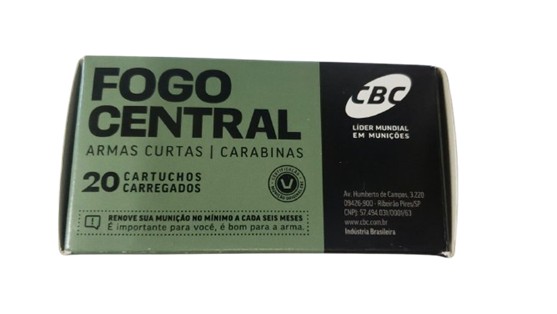 FOGO
CENTRAL
ARMAS CURTAS | CARABINAS
20 CARTUCHOS
CARREGADOS
REMOVE SUA MUNIÇÃO NO MÍNIMO A CADA SEIS MESES
É importante para você, é bom para a arma.
CBC
LÍDER MUNDIAL
EM MUNIÇÕES
Av. Humberto de Campos, 3.220
09426-900 - Ribeirão Pires/SP
CNPJ: 57.494.031/0001/63
www.cbc.com.br
Indústria Brasileira